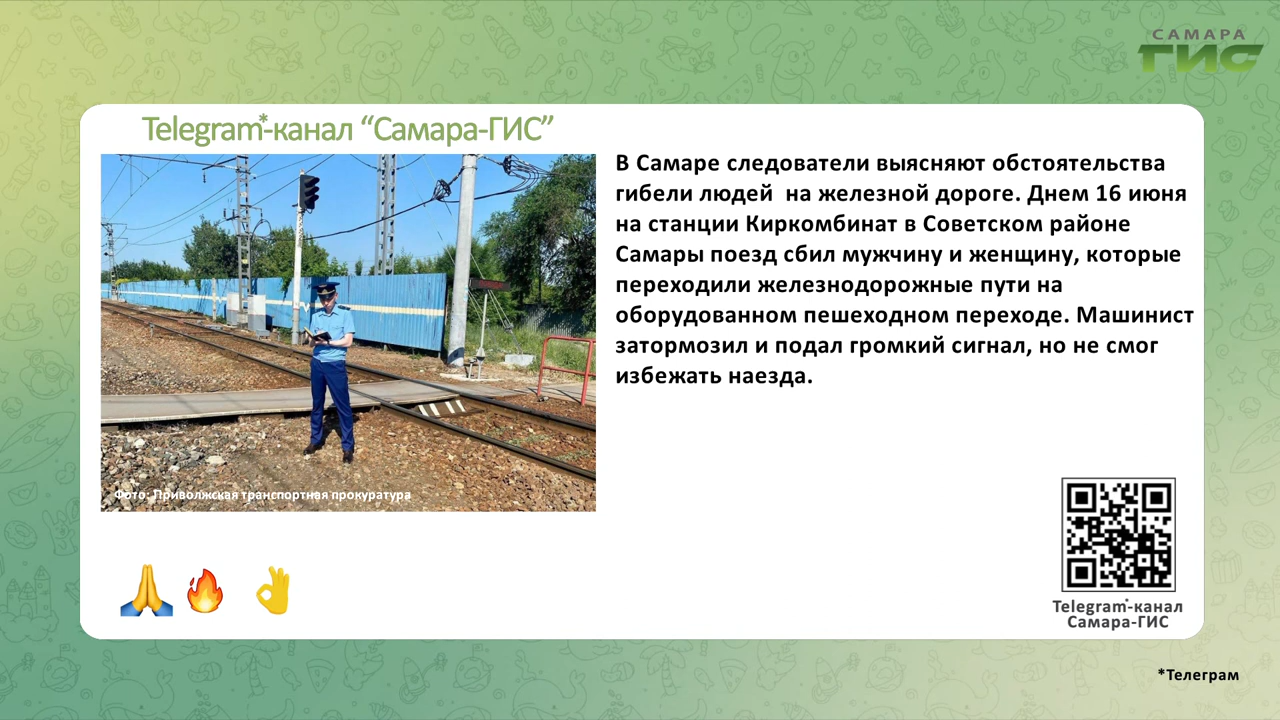 САМАРА
ГИС
Telegram*-канал “Самара-ГИС”
В Самаре следователи выясняют обстоятельства
гибели людей на железной дороге. Днем 16 июня
на станции Киркомбинат в Советском районе
Самары поезд сбил мужчину и женщину, которые
переходили железнодорожные пути на
оборудованном пешеходном переходе. Машинист
затормозил и подал громкий сигнал, но не смог
избежать наезда.
Фото: Приволжская транспортная прокуратура
Telegram*-канал
Самара-ГИС
*Телеграм